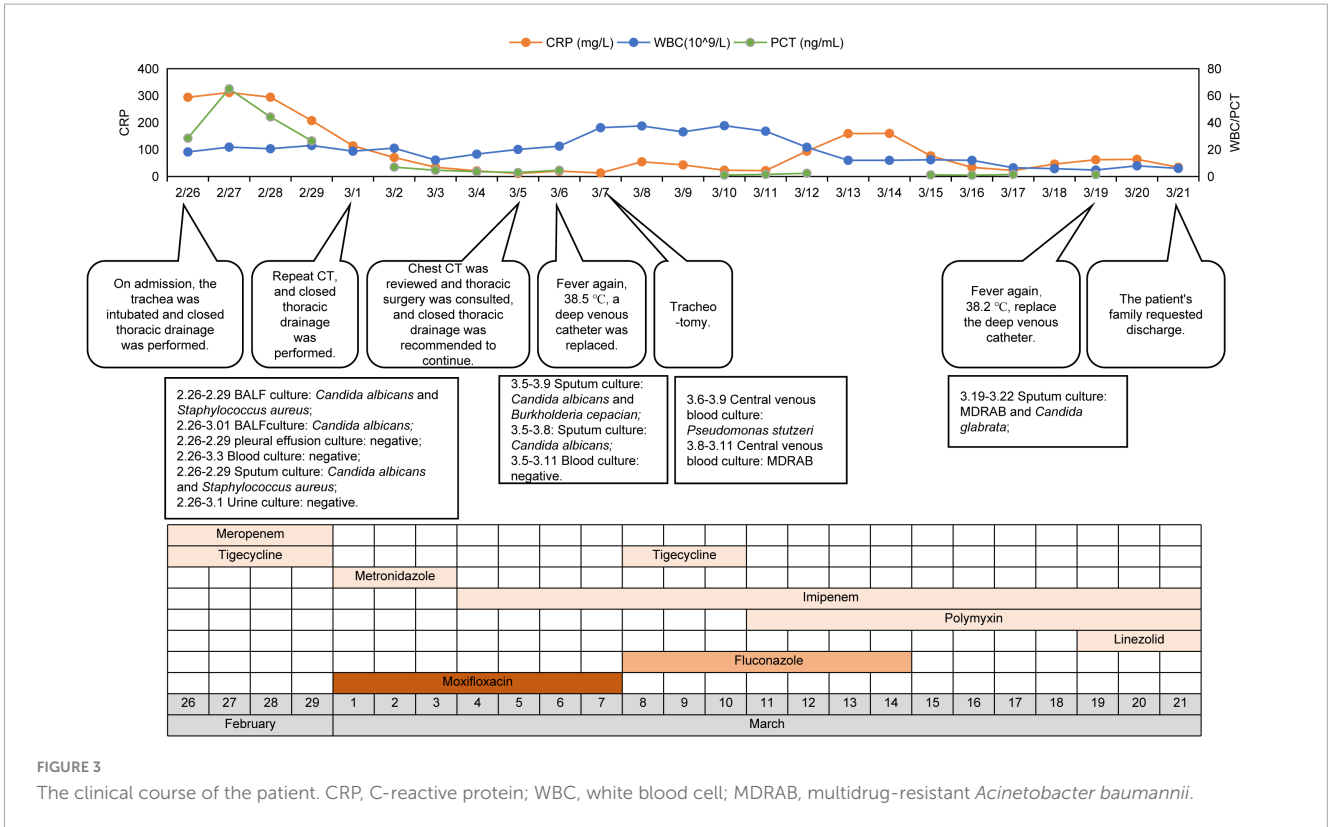 CRP (mg/L) WBC(10^9/L) PCT (ng/mL)
400
300
200
100
0
CRP
80
60
40
20
0
WBC/PCT
2/26 2/27 2/28 2/29 3/1 3/2 3/3 3/4 3/5 3/6 3/7 3/8 3/9 3/10 3/11 3/12 3/13 3/14 3/15 3/16 3/17 3/18 3/19 3/20 3/21
On admission, the
trachea was
intubated and closed
thoracic drainage
was performed.
Repeat CT,
and closed
thoracic
drainage
was
performed.
Chest CT was
reviewed and thoracic
surgery was consulted,
and closed thoracic
drainage was
recommended to
continue.
Fever again,
38.5 ℃, a
deep venous
catheter was
replaced.
Tracheo
-tomy.
Fever again,
38.2 ℃, replace
the deep venous
catheter.
The patient's
family requested
discharge.
2.26-2.29 BALF culture: Candida albicans and
Staphylococcus aureus;
2.26-3.01 BALFculture: Candida albicans;
2.26-2.29 pleural effusion culture: negative;
2.26-3.3 Blood culture: negative;
2.26-2.29 Sputum culture: Candida albicans
and Staphylococcus aureus;
2.26-3.1 Urine culture: negative.
3.5-3.9 Sputum culture:
Candida albicans and
Burkholderia cepacian;
3.5-3.8: Sputum culture:
Candida albicans;
3.5-3.11 Blood culture:
negative.
3.6-3.9 Central venous
blood culture:
Pseudomonas stutzeri
3.8-3.11 Central venous
blood culture: MDRAB
3.19-3.22 Sputum culture:
MDRAB and Candida
glabrata;
Meropenem
Tigecycline Tigecycline
Metronidazole
Imipenem
Polymyxin
Linezolid
Fluconazole
Moxifloxacin
26 27 28 29 1 2 3 4 5 6 7 8 9 10 11 12 13 14 15 16 17 18 19 20 21
February March
FIGURE 3
The clinical course of the patient. CRP, C-reactive protein; WBC, white blood cell; MDRAB, multidrug-resistant Acinetobacter baumannii.